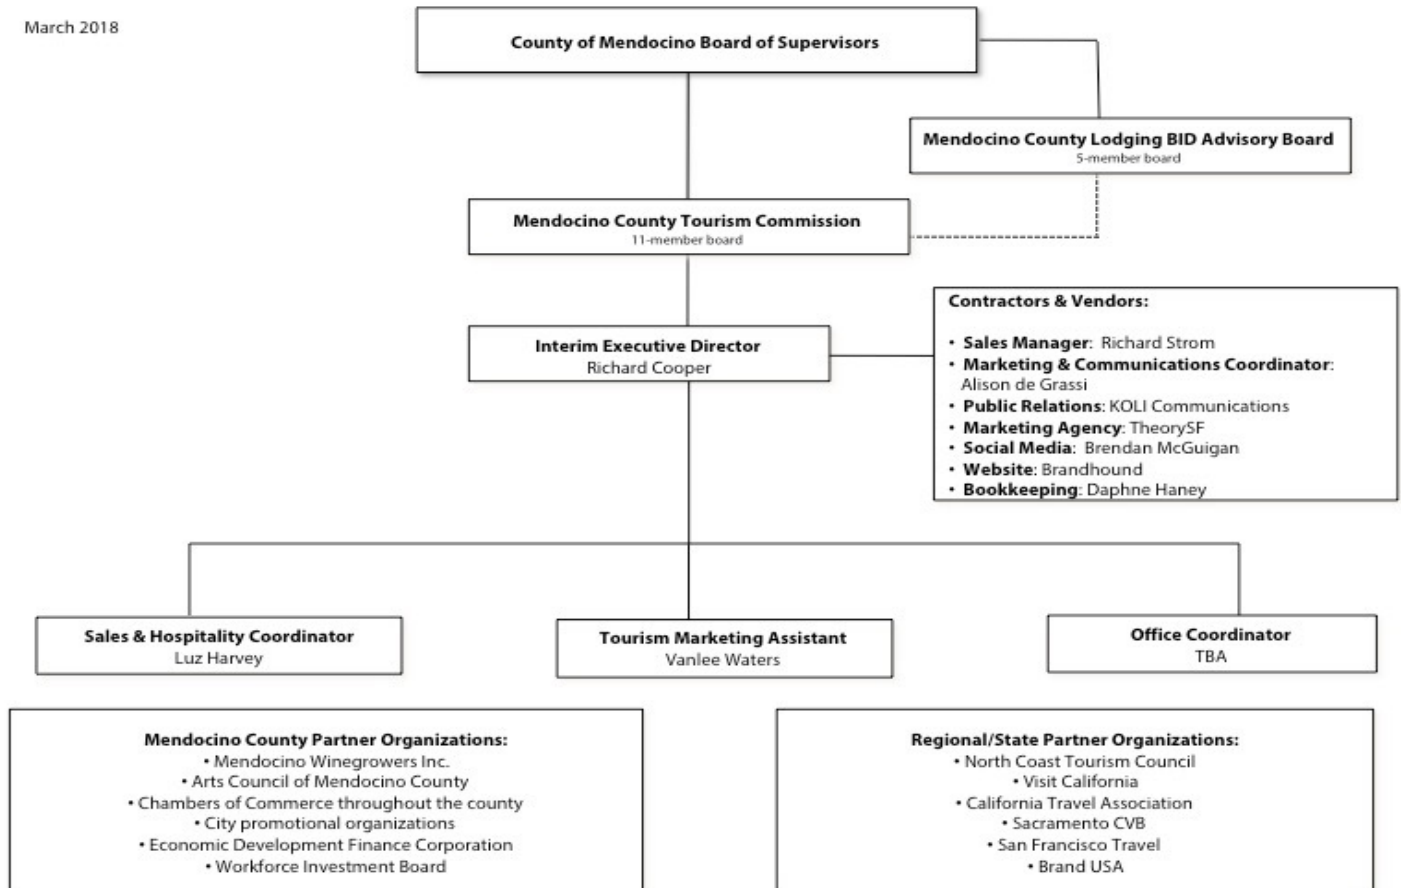 March 2018
County of Mendocino Board of Supervisors
Mendocino County Lodging BID Advisory Board
5-member board
Mendocino County Tourism Commission
11-member board
Interim Executive Director
Richard Cooper
Contractors & Vendors:
• Sales Manager: Richard Strom
• Marketing & Communications Coordinator:
Alison de Grassi
• Public Relations: KOLI Communications
• Marketing Agency: TheorySF
• Social Media: Brendan McGuigan
• Website: Brandhound
• Bookkeeping: Daphne Haney
Sales & Hospitality Coordinator
Luz Harvey
Tourism Marketing Assistant
Vanlee Waters
Office Coordinator
TBA
Mendocino County Partner Organizations:
• Mendocino Winegrowers Inc.
• Arts Council of Mendocino County
• Chambers of Commerce throughout the county
• City promotional organizations
• Economic Development Finance Corporation
• Workforce Investment Board
Regional/State Partner Organizations:
• North Coast Tourism Council
• Visit California
• California Travel Association
• Sacramento CVB
• San Francisco Travel
• Brand USA